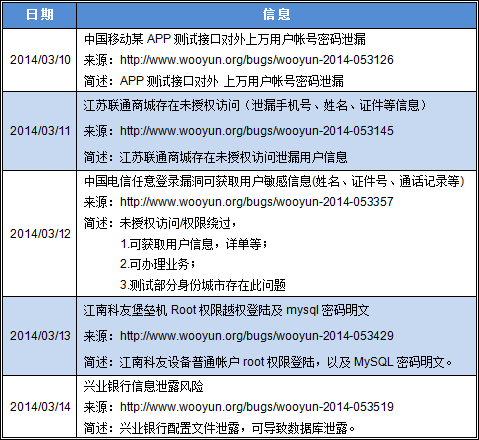 日期 信息
2014/03/10
中国移动某 APP 测试接口对外上万用户帐号密码泄漏
来源：http://www.wooyun.org/bugs/wooyun-2014-053126
简述：APP 测试接口对外 上万用户帐号密码泄漏
2014/03/11
江苏联通商城存在未授权访问（泄漏手机号、姓名、证件等信息）
来源：http://www.wooyun.org/bugs/wooyun-2014-053145
简述：江苏联通商城存在未授权访问泄漏用户信息
2014/03/12
中国电信任意登录漏洞可获取用户敏感信息(姓名、证件号、通话记录等)
来源：http://www.wooyun.org/bugs/wooyun-2014-053357
简述：未授权访问/权限绕过，
1.可获取用户信息，详单等；
2.可办理业务；
3.测试部分身份城市存在此问题
2014/03/13
江南科友堡垒机 Root 权限越权登陆及 mysql 密码明文
来源：http://www.wooyun.org/bugs/wooyun-2014-053429
简述：江南科友设备普通帐户 root 权限登陆，以及 MySQL 密码明文。
2014/03/14
兴业银行信息泄露风险
来源：http://www.wooyun.org/bugs/wooyun-2014-053519
简述：兴业银行配置文件泄露，可导致数据库泄露。